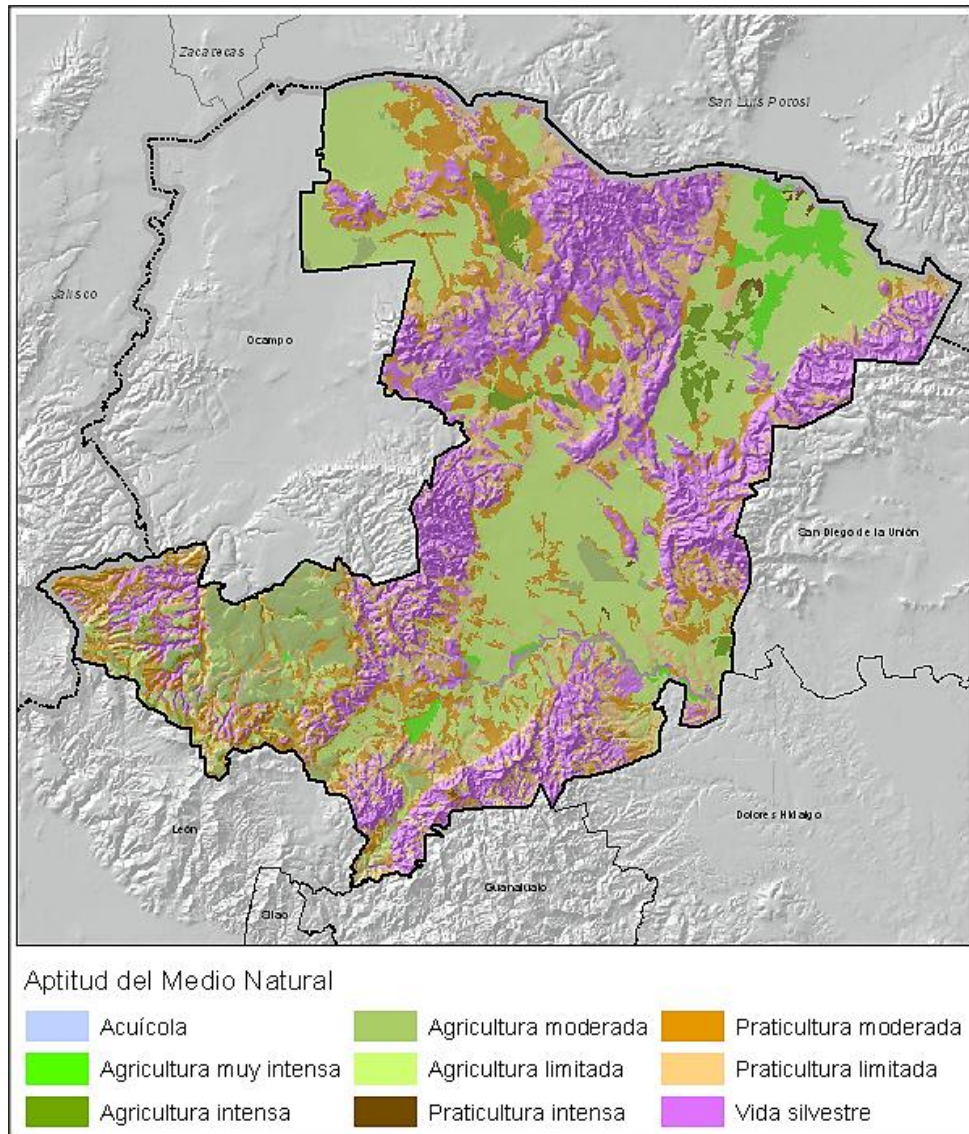 Zacatecas
San Luis Potosí
Jalisco
Ocampo
San Diego de la Unión
Dolores Hidalgo
León
Guanajuato
Silao
Aptitud del Medio Natural
Acuícola
Agricultura muy intensa
Agricultura intensa
Agricultura moderada
Agricultura limitada
Praticultura intensa
Praticultura moderada
Praticultura limitada
Vida silvestre